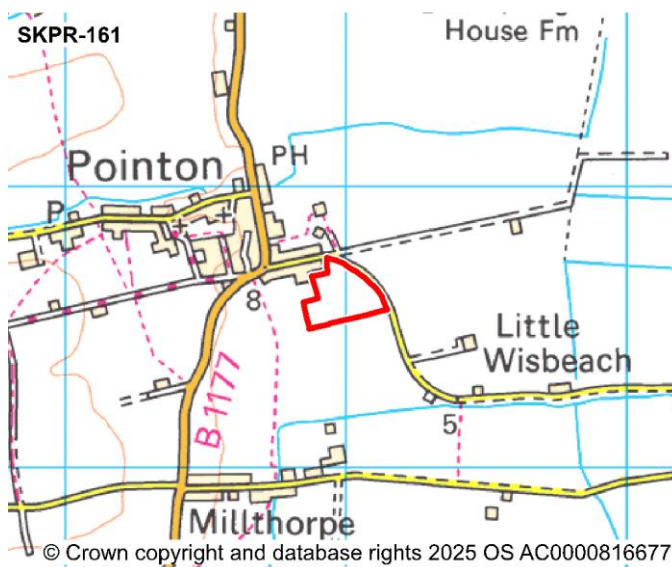 SKPR-161
House Fm
Pointon
PH
P
8
Little
Wisbeach
B 1177
5
Millthorpe
© Crown copyright and database rights 2025 OS AC0000816677